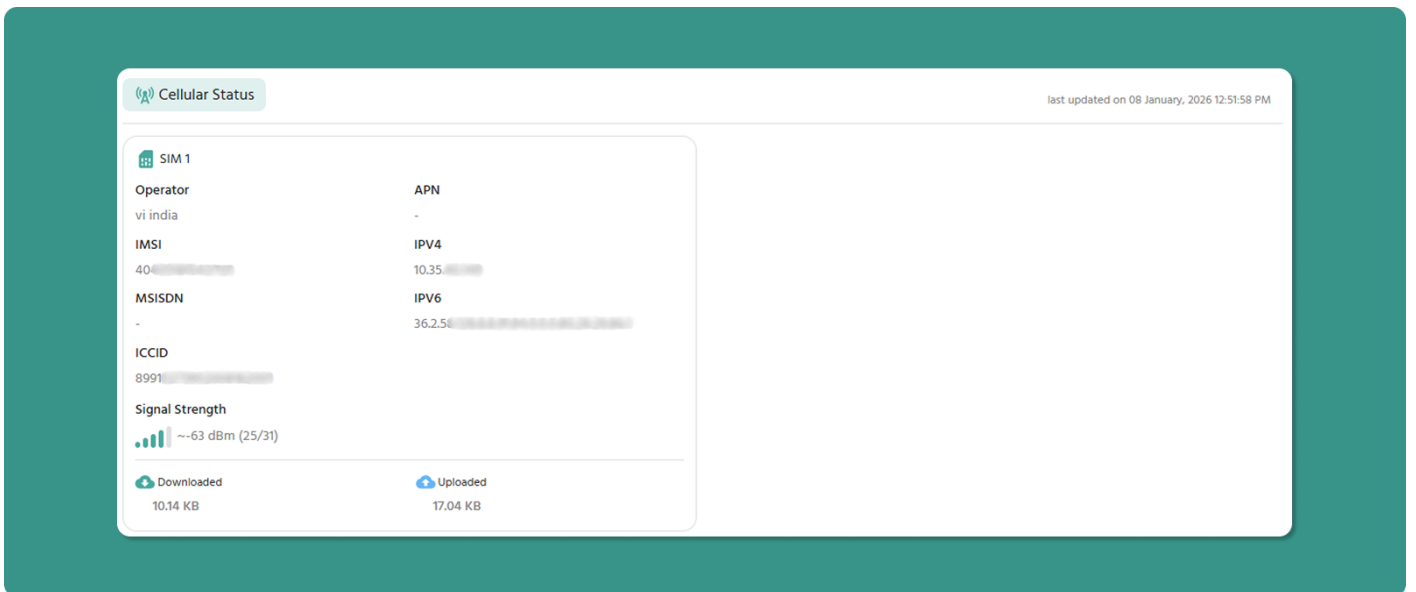 Cellular Status
last updated on 08 January, 2026 12:51:58 PM
SIM 1
Operator
vi india
APN
-
IMSI
404
IPV4
10.35.
MSISDN
-
IPV6
36.2.5
ICCID
8991
Signal Strength
~-63 dBm (25/31)
Downloaded
10.14 KB
Uploaded
17.04 KB